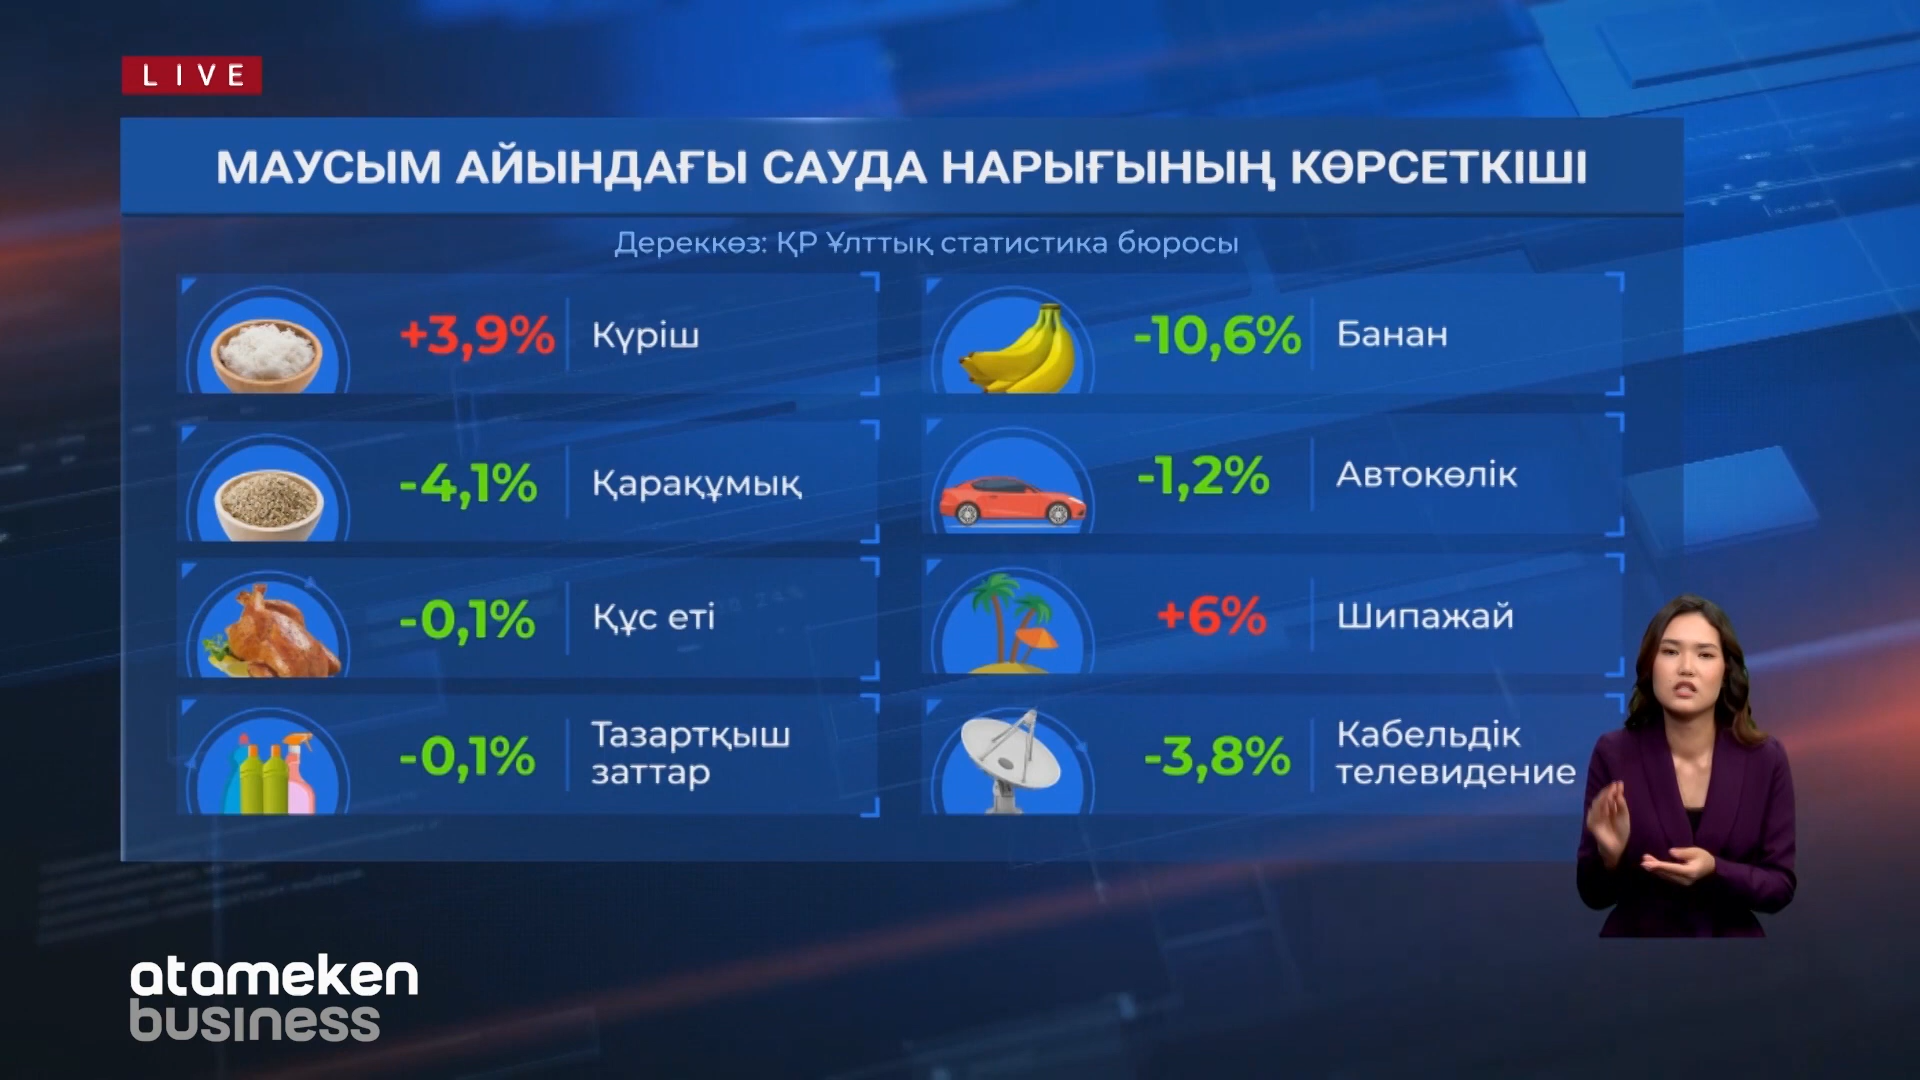 LIVE
МАУСЫМ АЙЫНДАҒЫ САУДА НАРЫҒЫНЫҢ КӨРСЕТКІШІ
Дереккөз: ҚР Ұлттық статистика бюросы
+3,9% Күріш
-4,1% Қарақұмық
-0,1% Құс еті
-0,1% Тазартқыш
заттар
-10,6% Банан
-1,2% Автокөлік
+6% Шипажай
-3,8% Кабельдік
телевидение
atameken
business